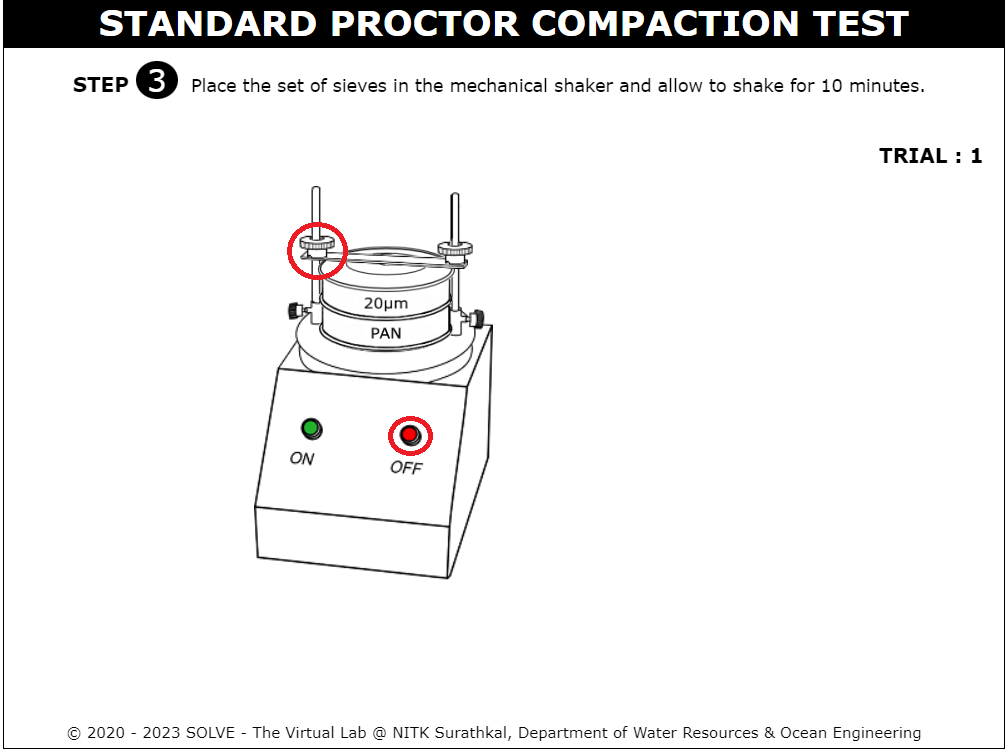 STANDARD PROCTOR COMPACTION TEST
STEP 3 Place the set of sieves in the mechanical shaker and allow to shake for 10 minutes.
TRIAL : 1
20µm
PAN
ON
OFF
© 2020 - 2023 SOLVE - The Virtual Lab @ NITK Surathkal, Department of Water Resources & Ocean Engineering